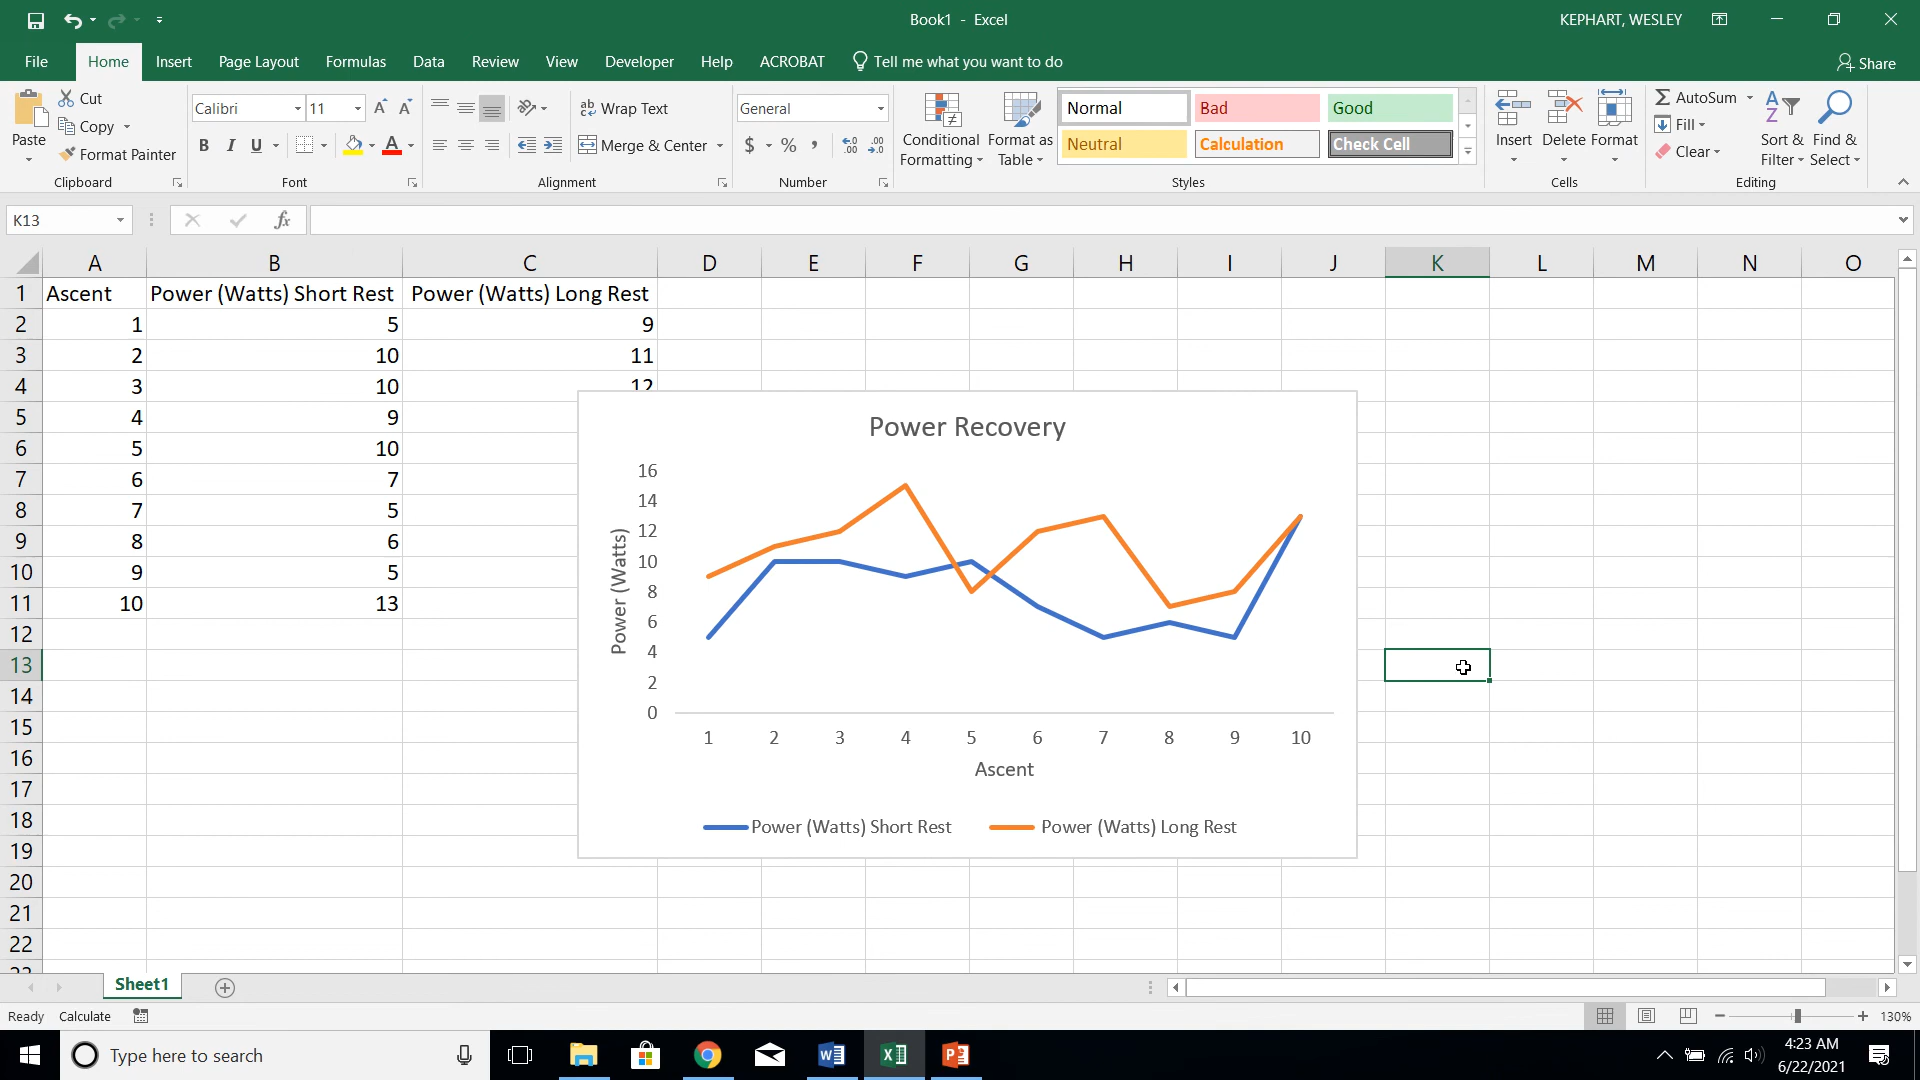 Book1 - Excel
KEPHART, WESLEY
File Home Insert Page Layout Formulas Data Review View Developer Help ACROBAT Tell me what you want to do Share
Paste
Cut
Copy
Format Painter
Clipboard
Calibri 11
B I U
Font
Wrap Text
Merge & Center
Alignment
General
$ % ,
Number
Conditional Formatting
Format as Table
Normal Bad Good
Neutral Calculation Check Cell
Styles
Insert Delete Format
Cells
AutoSum
Fill
Clear
Sort & Filter
Find & Select
Editing
K13 fx
A B C D E F G H I J K L M N O
1 Ascent Power (Watts) Short Rest Power (Watts) Long Rest
2 1 5 9
3 2 10 11
4 3 10 12
5 4 9
6 5 10
7 6 7
8 7 5
9 8 6
10 9 5
11 10 13
12
13
14
15
16
17
18
19
20
21
22
23
Power Recovery
Power (Watts)
16
14
12
10
8
6
4
2
0
1 2 3 4 5 6 7 8 9 10
Ascent
Power (Watts) Short Rest Power (Watts) Long Rest
Sheet1
Ready Calculate 130%
Type here to search
4:23 AM
6/22/2021